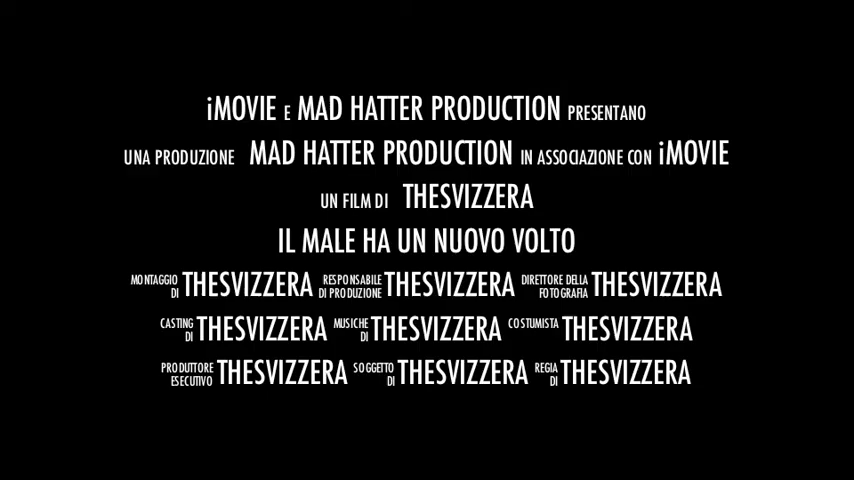 iMOVIE E MAD HATTER PRODUCTION PRESENTANO
UNA PRODUZIONE MAD HATTER PRODUCTION IN ASSOCIAZIONE CON iMOVIE
UN FILM DI THESVIZZERA
IL MALE HA UN NUOVO VOLTO
MONTAGGIO DI THESVIZZERA RESPONSABILE DI PRODUZIONE THESVIZZERA DIRETTORE DELLA FOTOGRAFIA THESVIZZERA
CASTING DI THESVIZZERA MUSICHE DI THESVIZZERA COSTUMISTA THESVIZZERA
PRODUTTORE ESECUTIVO THESVIZZERA SOGGETTO DI THESVIZZERA REGIA DI THESVIZZERA